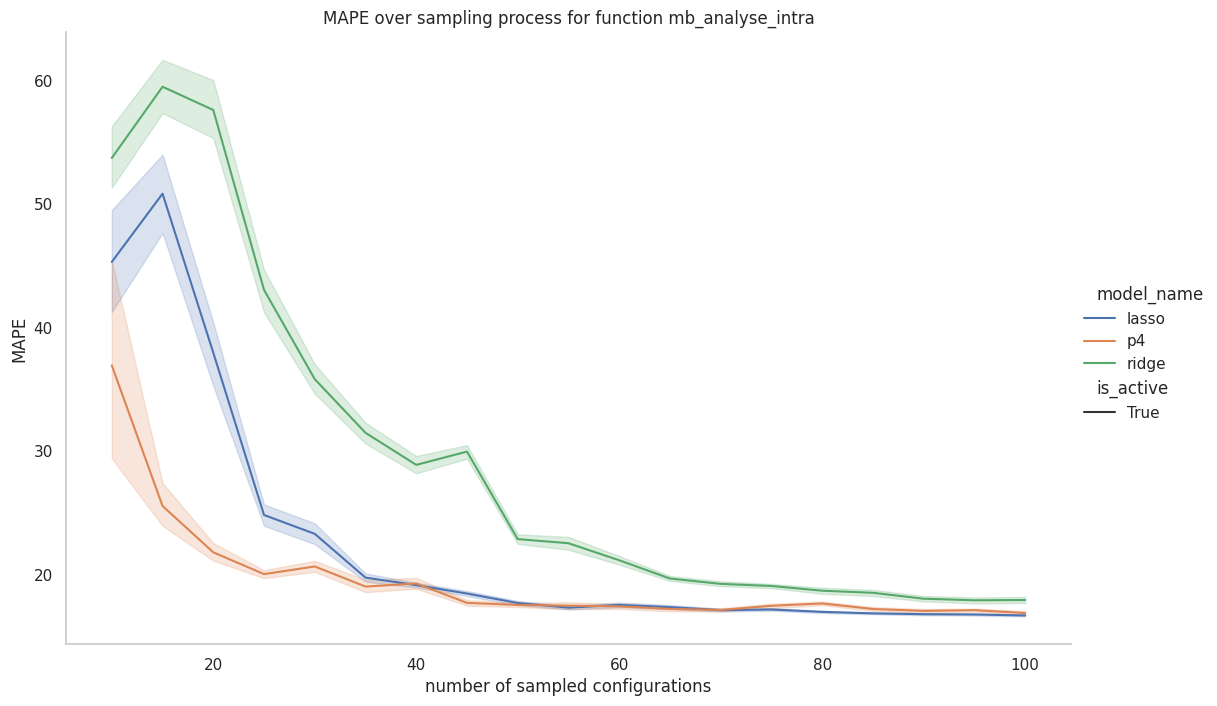 MAPE over sampling process for function mb_analyse_intra
MAPE
60
50
40
30
20
20
40
60
80
100
number of sampled configurations
model_name
lasso
p4
ridge
is_active
True